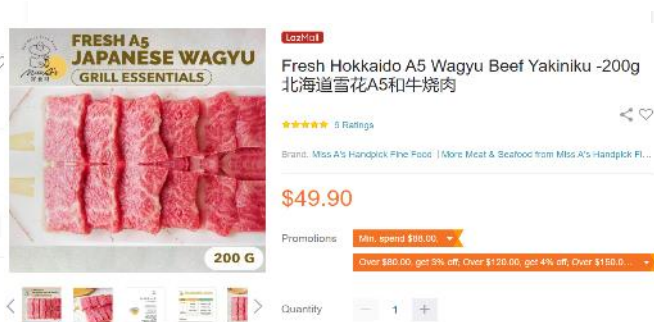 LazMall
FRESH A5
JAPANESE WAGYU
GRILL ESSENTIALS
200 G
Fresh Hokkaido A5 Wagyu Beef Yakiniku -200g
北海道雪花A5和牛烧肉
5 Ratings
Brand: Miss A's Handpick Fine Food | More Meat & Seafood from Miss A's Handpick Fi...
$49.90
Promotions
Min. spend $88.00.
Over $80.00, get 3% off; Over $120.00, get 4% off; Over $150.0...
Quantity
1